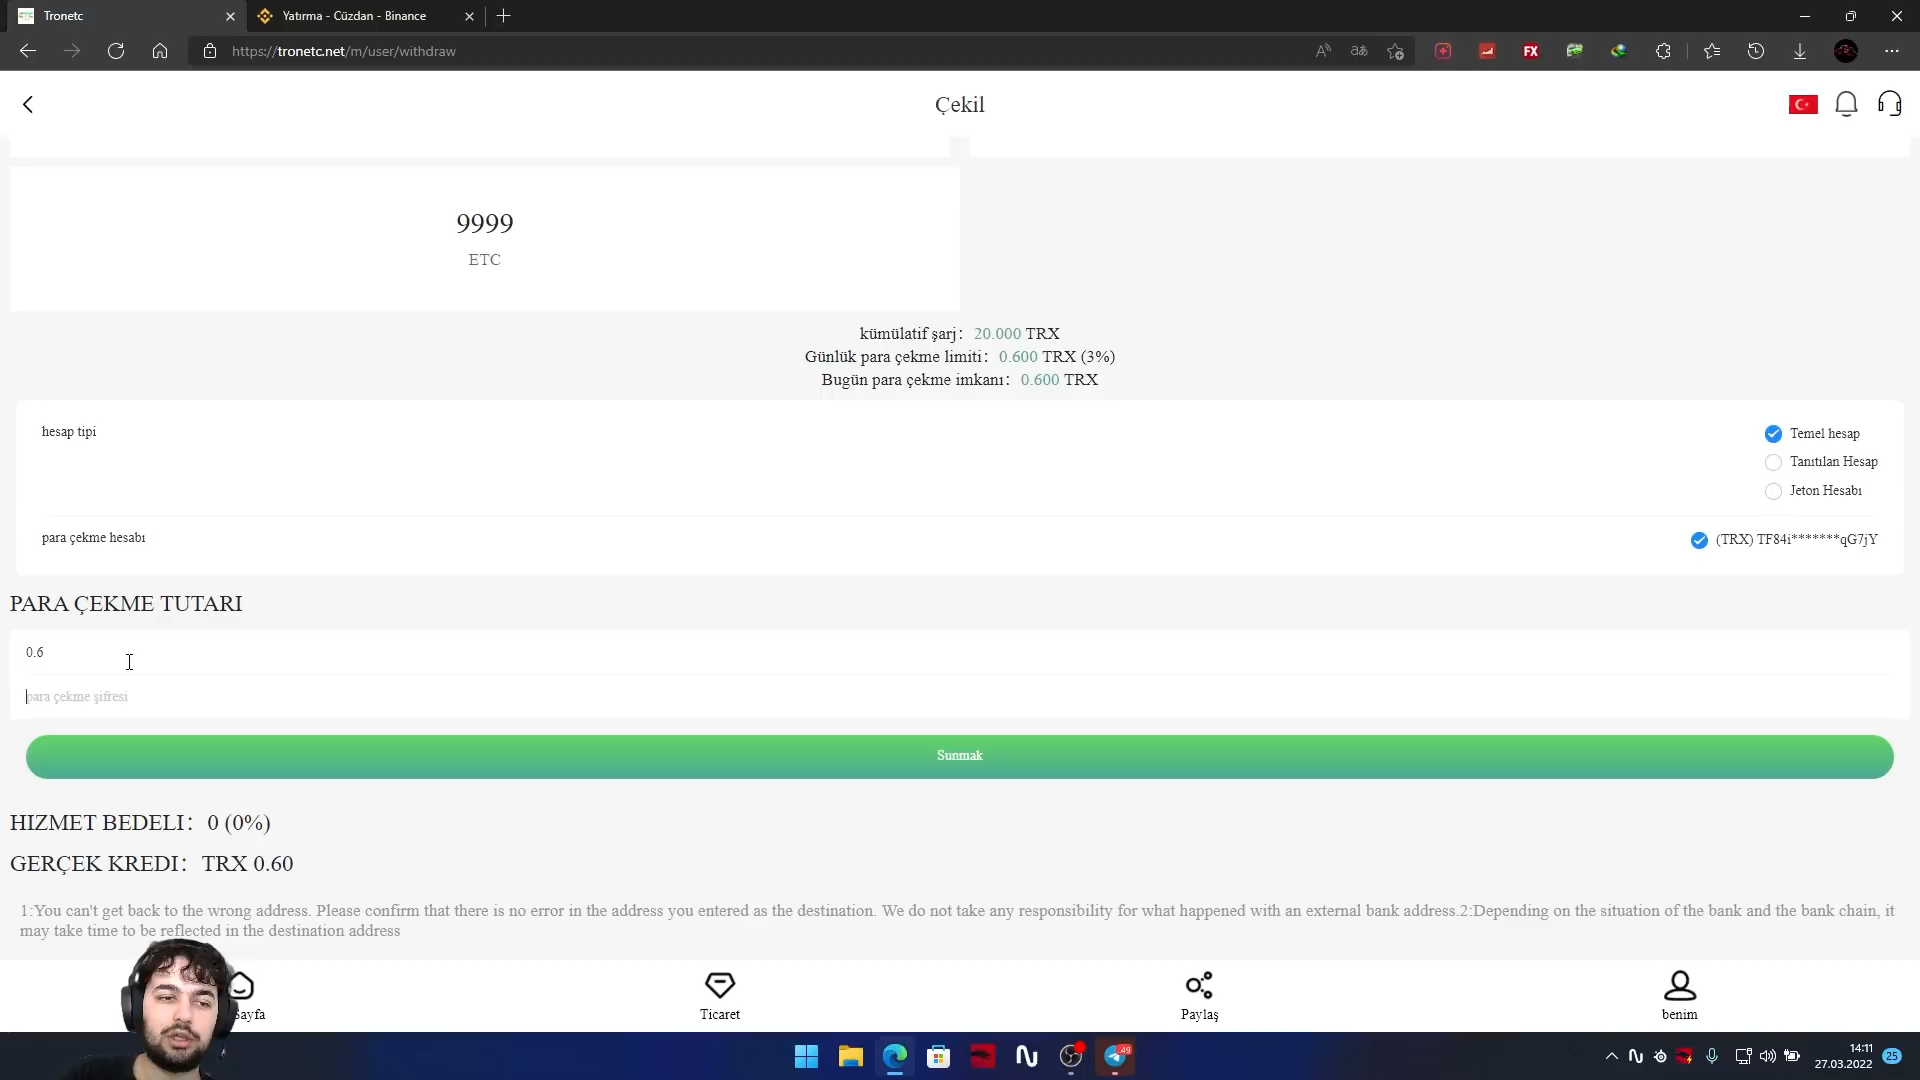 Tronetc
Yatırma - Cüzdan - Binance
https://tronetc.net/m/user/withdraw
Çekil
9999
ETC
kümülatif şarj: 20.000 TRX
Günlük para çekme limiti: 0.600 TRX (3%)
Bugün para çekme imkanı: 0.600 TRX
hesap tipi
Temel hesap
Tanıtılan Hesap
Jeton Hesabı
para çekme hesabı
(TRX) TF84i*******qG7jY
PARA ÇEKME TUTARI
0.6
para çekme şifresi
Sunmak
HIZMET BEDELI: 0 (0%)
GERÇEK KREDI: TRX 0.60
1:You can't get back to the wrong address. Please confirm that there is no error in the address you entered as the destination. We do not take any responsibility for what happened with an external bank address.2:Depending on the situation of the bank and the bank chain, it
may take time to be reflected in the destination address
Sayfa
Ticaret
Paylaş
benim
FX
49
14:11
27.03.2022
25